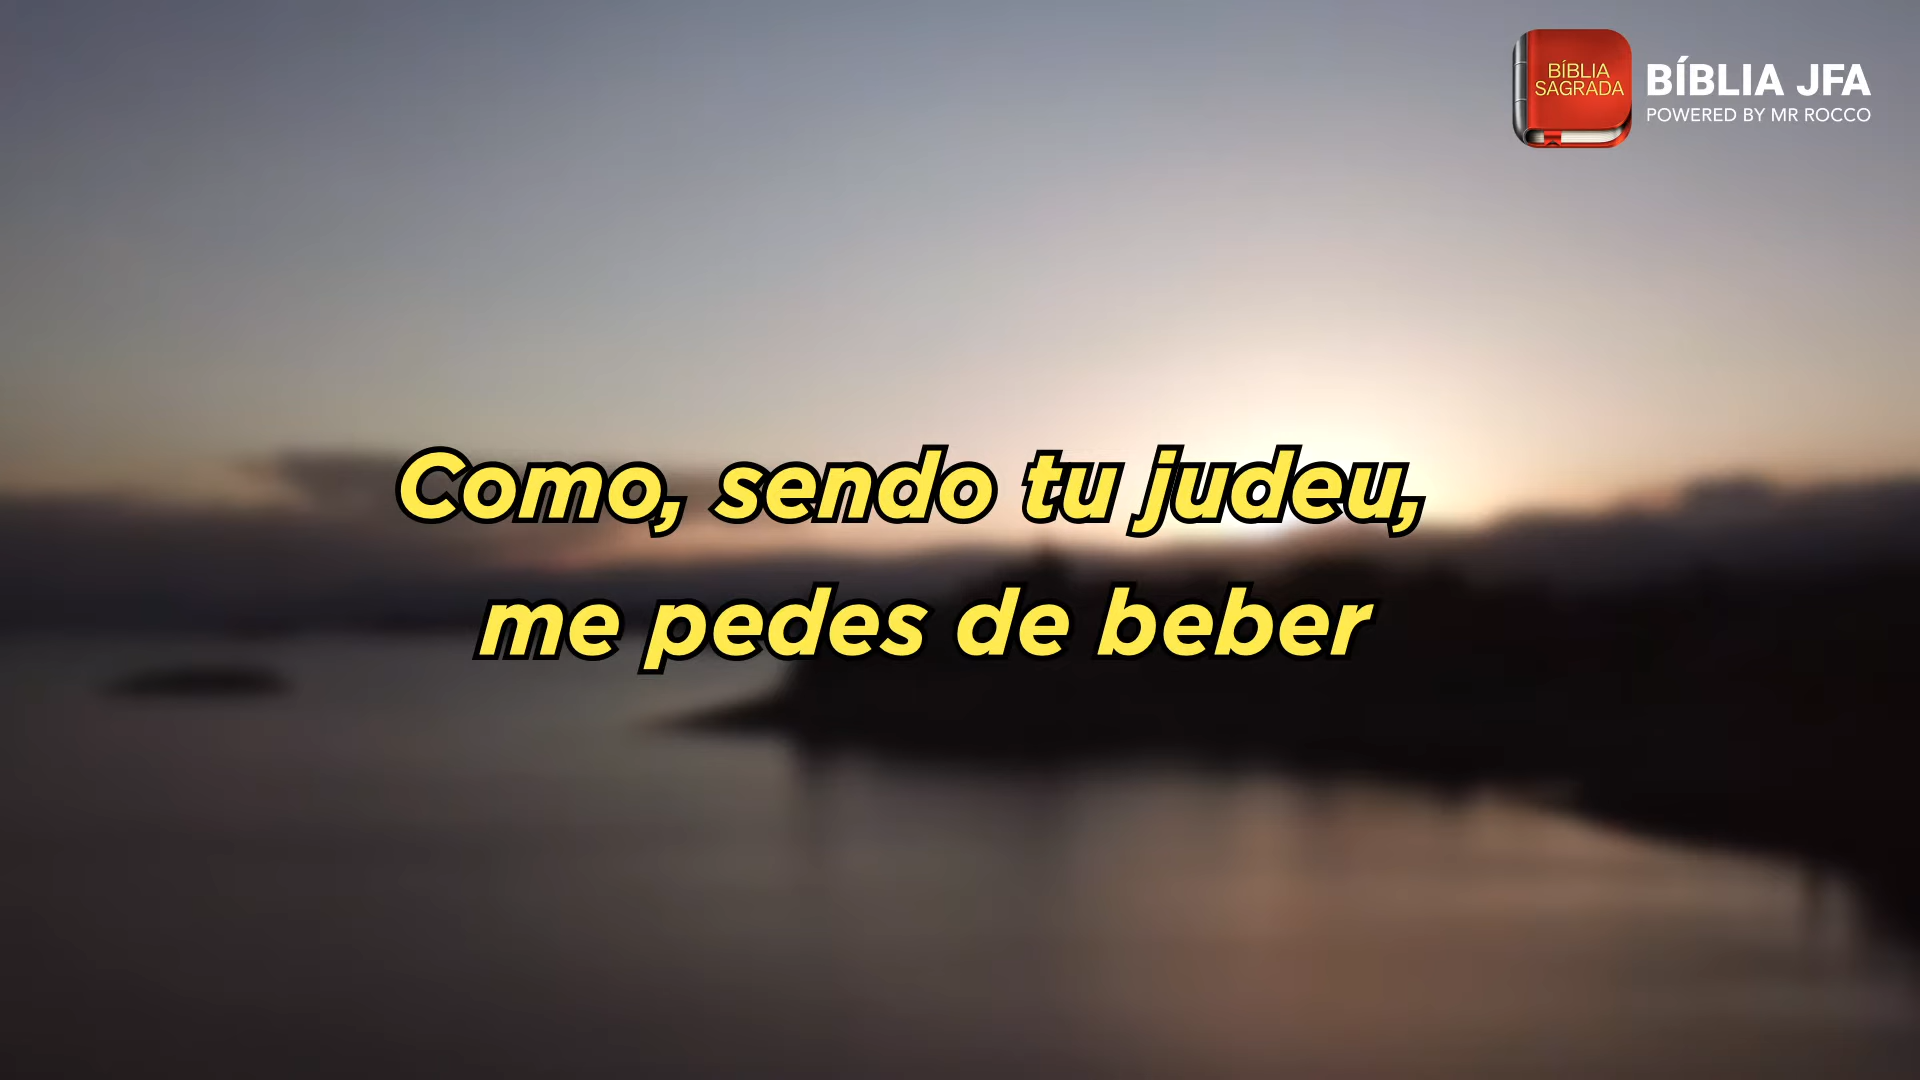 BÍBLIA
SAGRADA
BÍBLIA JFA
POWERED BY MR ROCCO
Como, sendo tu judeu,
me pedes de beber